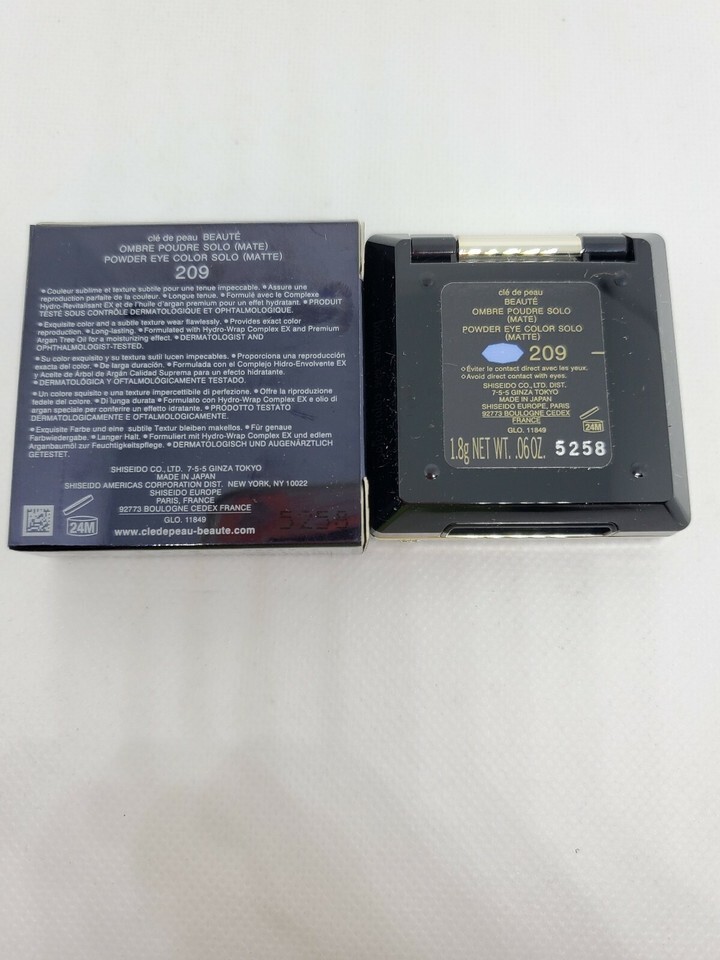 clé de peau BEAUTÉ
OMBRE POUDRE SOLO (MATE)
POWDER EYE COLOR SOLO (MATTE)
209
•Couleur sublime et texture subtile pour une tenue impeccable. •Assure une
reproduction parfaite de la couleur. •Longue tenue. •Formulé avec le Complexe
Hydro-Revitalisant EX et de l'huile d'argan premium pour un effet hydratant. •PRODUIT
TESTÉ SOUS CONTRÔLE DERMATOLOGIQUE ET OPHTALMOLOGIQUE.
•Exquisite color and a subtle texture wear flawlessly. •Provides exact color
reproduction. •Long-lasting. •Formulated with Hydro-Wrap Complex EX and Premium
Argan Tree Oil for a moisturizing effect. •DERMATOLOGIST AND
OPHTHALMOLOGIST-TESTED.
•Su color exquisito y su textura sutil lucen impecables. •Proporciona una reproducción
exacta del color. •De larga duración. •Formulada con el Complejo Hidro-Envolvente EX
y Aceite de Árbol de Argán Calidad Suprema para un efecto hidratante.
•DERMATOLÓGICA Y OFTALMOLÓGICAMENTE TESTADO.
•Un colore squisito e una texture impercettibile di perfezione. •Offre la riproduzione
fedele del colore. •Di lunga durata •Formulato con Hydro-Wrap Complex EX e olio di
argan speciale per conferire un effetto idratante. •PRODOTTO TESTATO
DERMATOLOGICAMENTE E OFTALMOLOGICAMENTE.
•Exquisite Farbe und eine subtile Textur bleiben makellos. •Für genaue
Farbwiedergabe. •Langer Halt. •Formuliert mit Hydro-Wrap Complex EX und edlem
Arganbaumöl zur Feuchtigkeitspflege. •DERMATOLOGISCH UND AUGENÄRZTLICH
GETESTET.
SHISEIDO CO., LTD. 7-5-5 GINZA TOKYO
MADE IN JAPAN
SHISEIDO AMERICAS CORPORATION DIST. NEW YORK, NY 10022
SHISEIDO EUROPE
PARIS, FRANCE
92773 BOULOGNE CEDEX FRANCE
GLO. 11849
24M
www.cledepeau-beaute.com
5258
clé de peau
BEAUTÉ
OMBRE POUDRE SOLO
(MATE)
POWDER EYE COLOR SOLO
(MATTE)
209
◇Éviter le contact direct avec les yeux.
◇Avoid direct contact with eyes.
SHISEIDO CO., LTD. DIST.
7-5-5 GINZA TOKYO
MADE IN JAPAN
SHISEIDO EUROPE, PARIS
92773 BOULOGNE CEDEX
FRANCE
GLO. 11849
24M
1.8g NET WT. .06 OZ.
5258